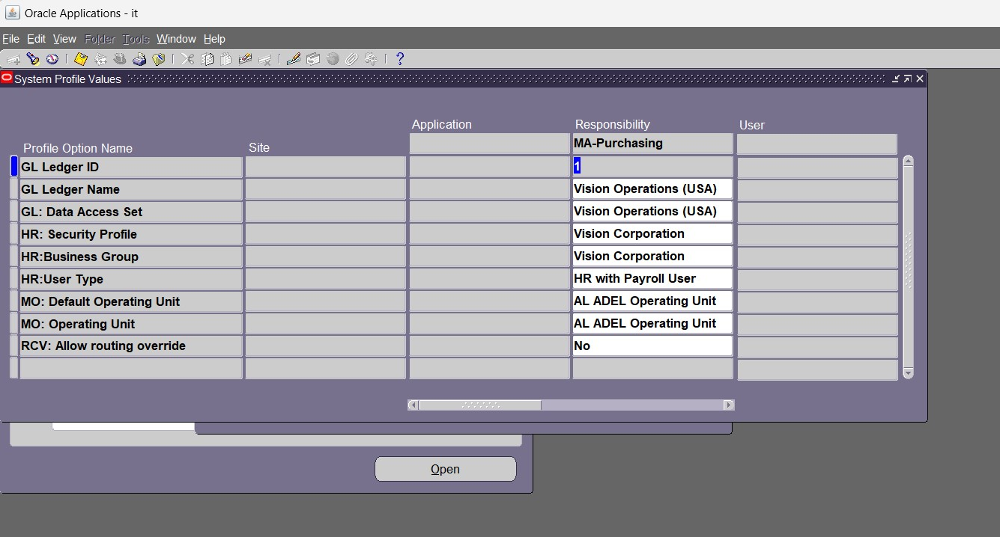 Oracle Applications - it
File Edit View Folder Tools Window Help
?
System Profile Values
Application Responsibility User
Profile Option Name Site MA-Purchasing
GL Ledger ID 1
GL Ledger Name Vision Operations (USA)
GL: Data Access Set Vision Operations (USA)
HR: Security Profile Vision Corporation
HR:Business Group Vision Corporation
HR:User Type HR with Payroll User
MO: Default Operating Unit AL ADEL Operating Unit
MO: Operating Unit AL ADEL Operating Unit
RCV: Allow routing override No
Open